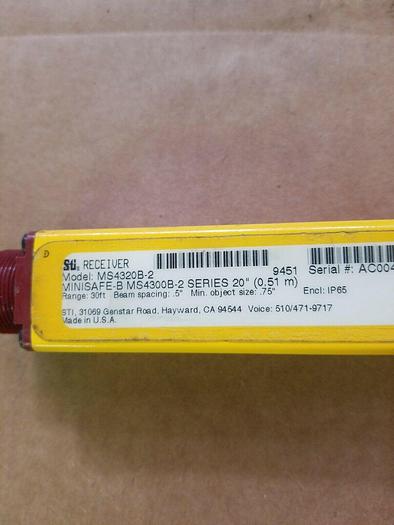 STI RECEIVER
Model: MS4320B-2 9451 Serial #: AC004
MINISAFE-B MS4300B-2 SERIES 20" (0.51 m)
Range: 30ft Beam spacing: .5" Min. object size: .75" Encl: IP65
STI, 31069 Genstar Road, Hayward, CA 94544 Voice: 510/471-9717
Made in U.S.A.